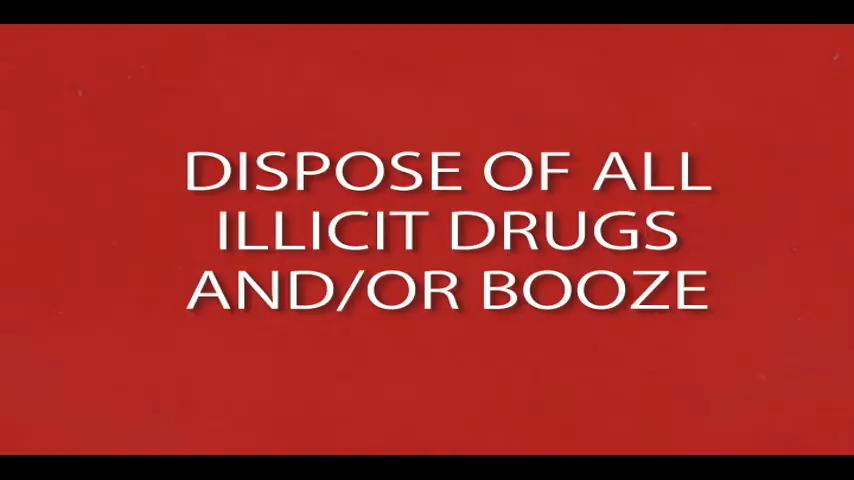 DISPOSE OF ALL
ILLICIT DRUGS
AND/OR BOOZE